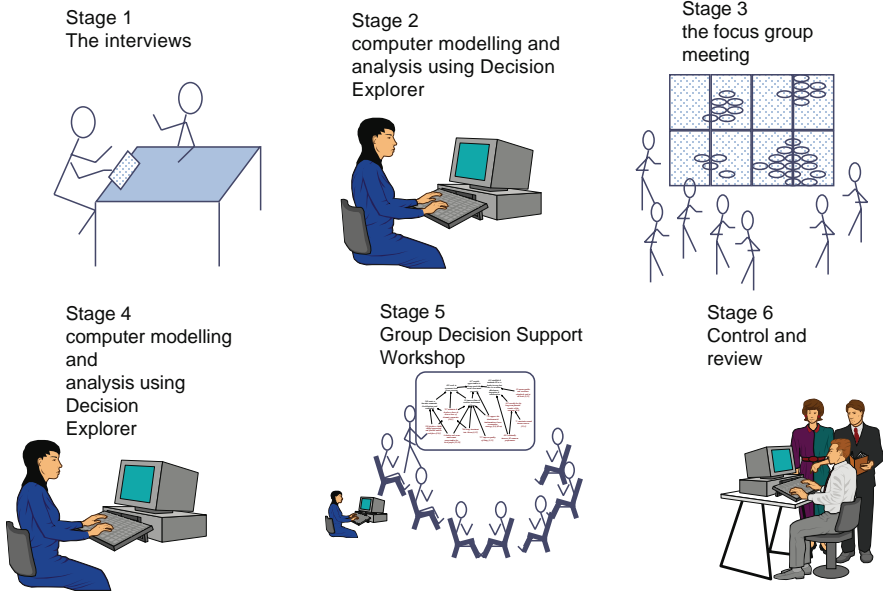 Stage 1
The interviews
Stage 2
computer modelling and
analysis using Decision
Explorer
Stage 3
the focus group
meeting
Stage 4
computer modelling
and
analysis using
Decision
Explorer
Stage 5
Group Decision Support
Workshop
Stage 6
Control and
review